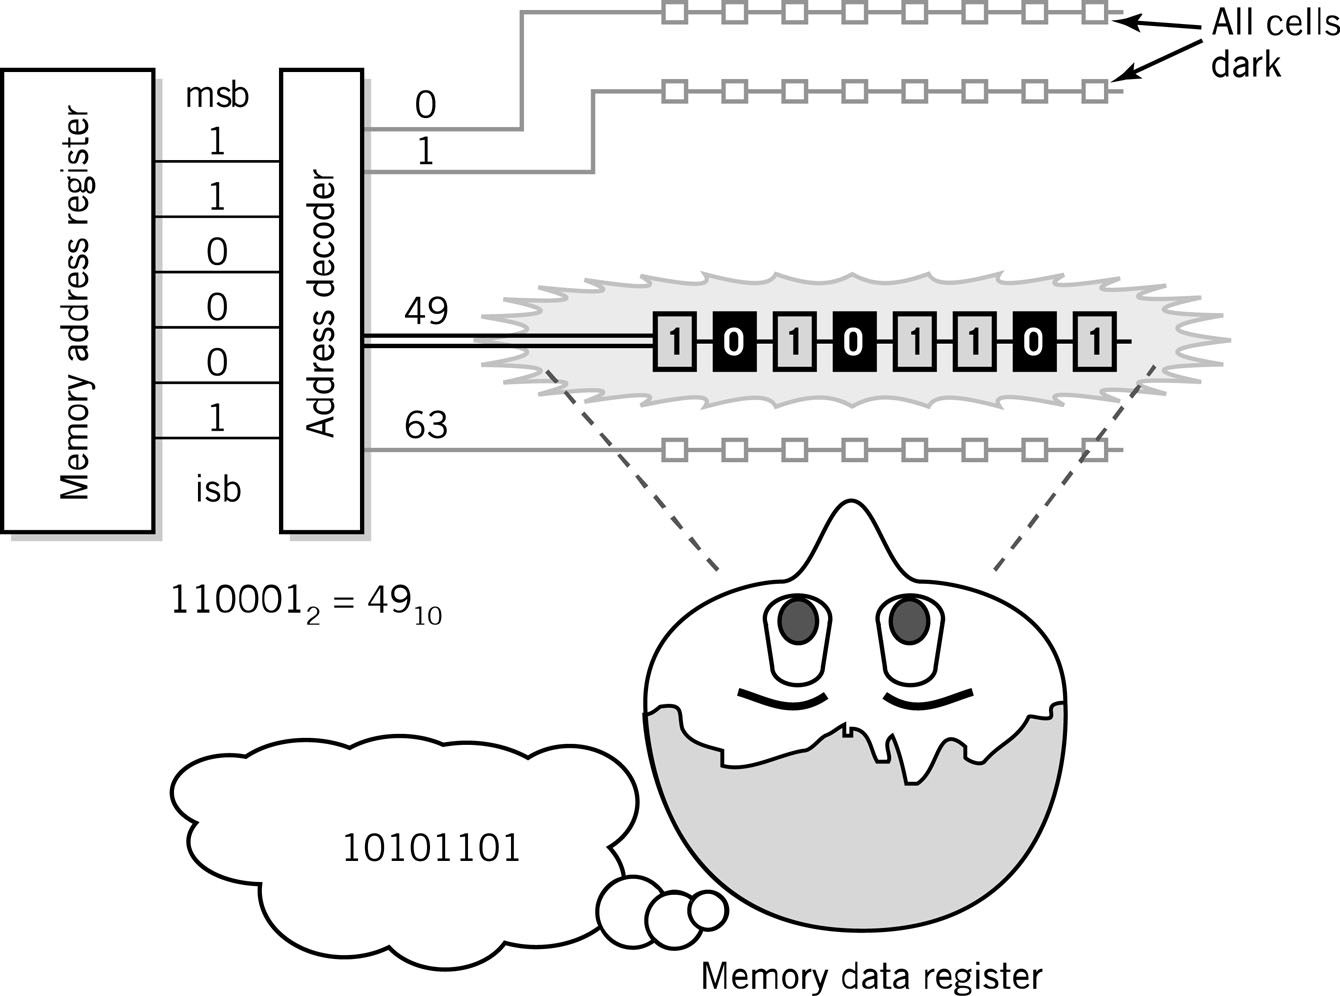 All cells
dark
Memory address register
msb
1
1
0
0
0
1
isb
Address decoder
0
1
49
1 0 1 0 1 1 0 1
63
110001₂ = 49₁₀
10101101
Memory data register